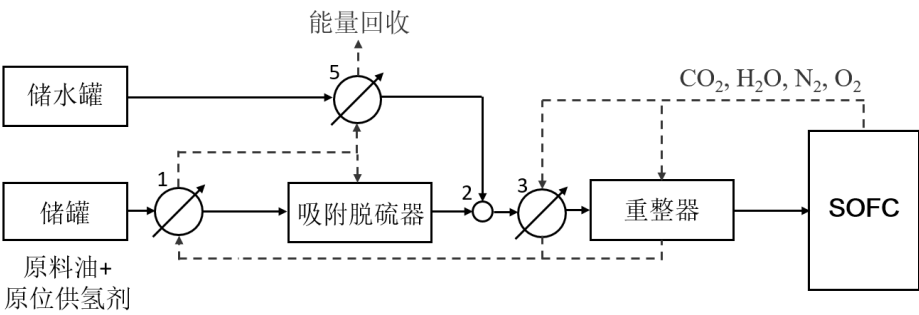 能量回收
5
储水罐
CO₂, H₂O, N₂, O₂
1
储罐
吸附脱硫器
2
3
重整器
SOFC
原料油+
原位供氢剂